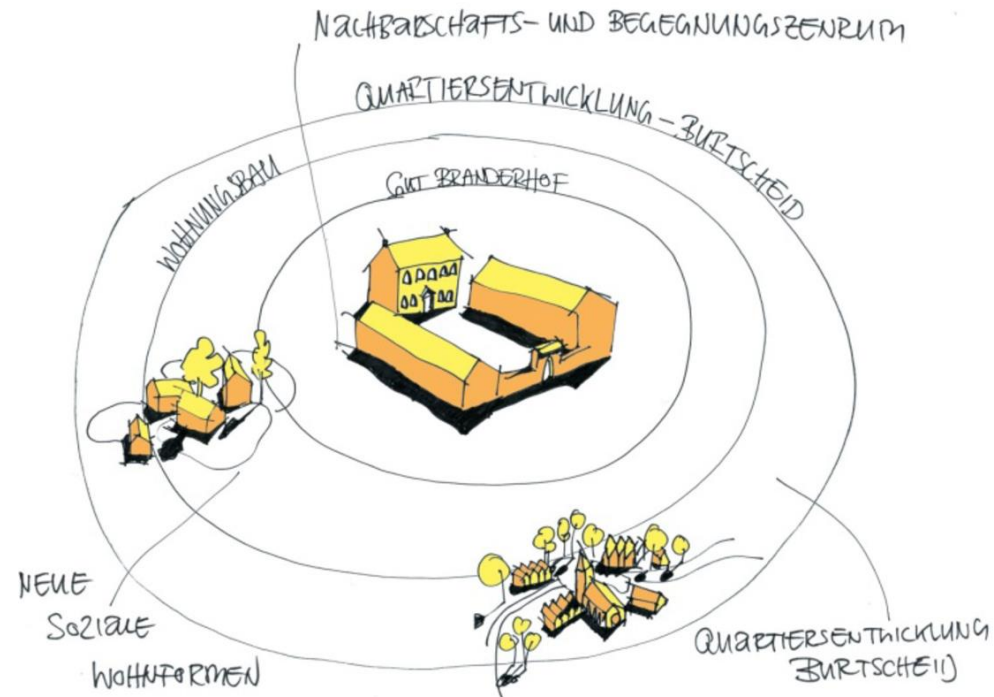 NACHBARSCHAFTS- UND BEGEGNUNGSZENRUM
QUARTIERSENTWICKLUNG - BURTSCHEID
WOHNUNGSBAU
GUT BRANDERHOF
NEUE
SOZIALE
WOHNFORMEN
QUARTIERSENTWICKLUNG
BURTSCHEID